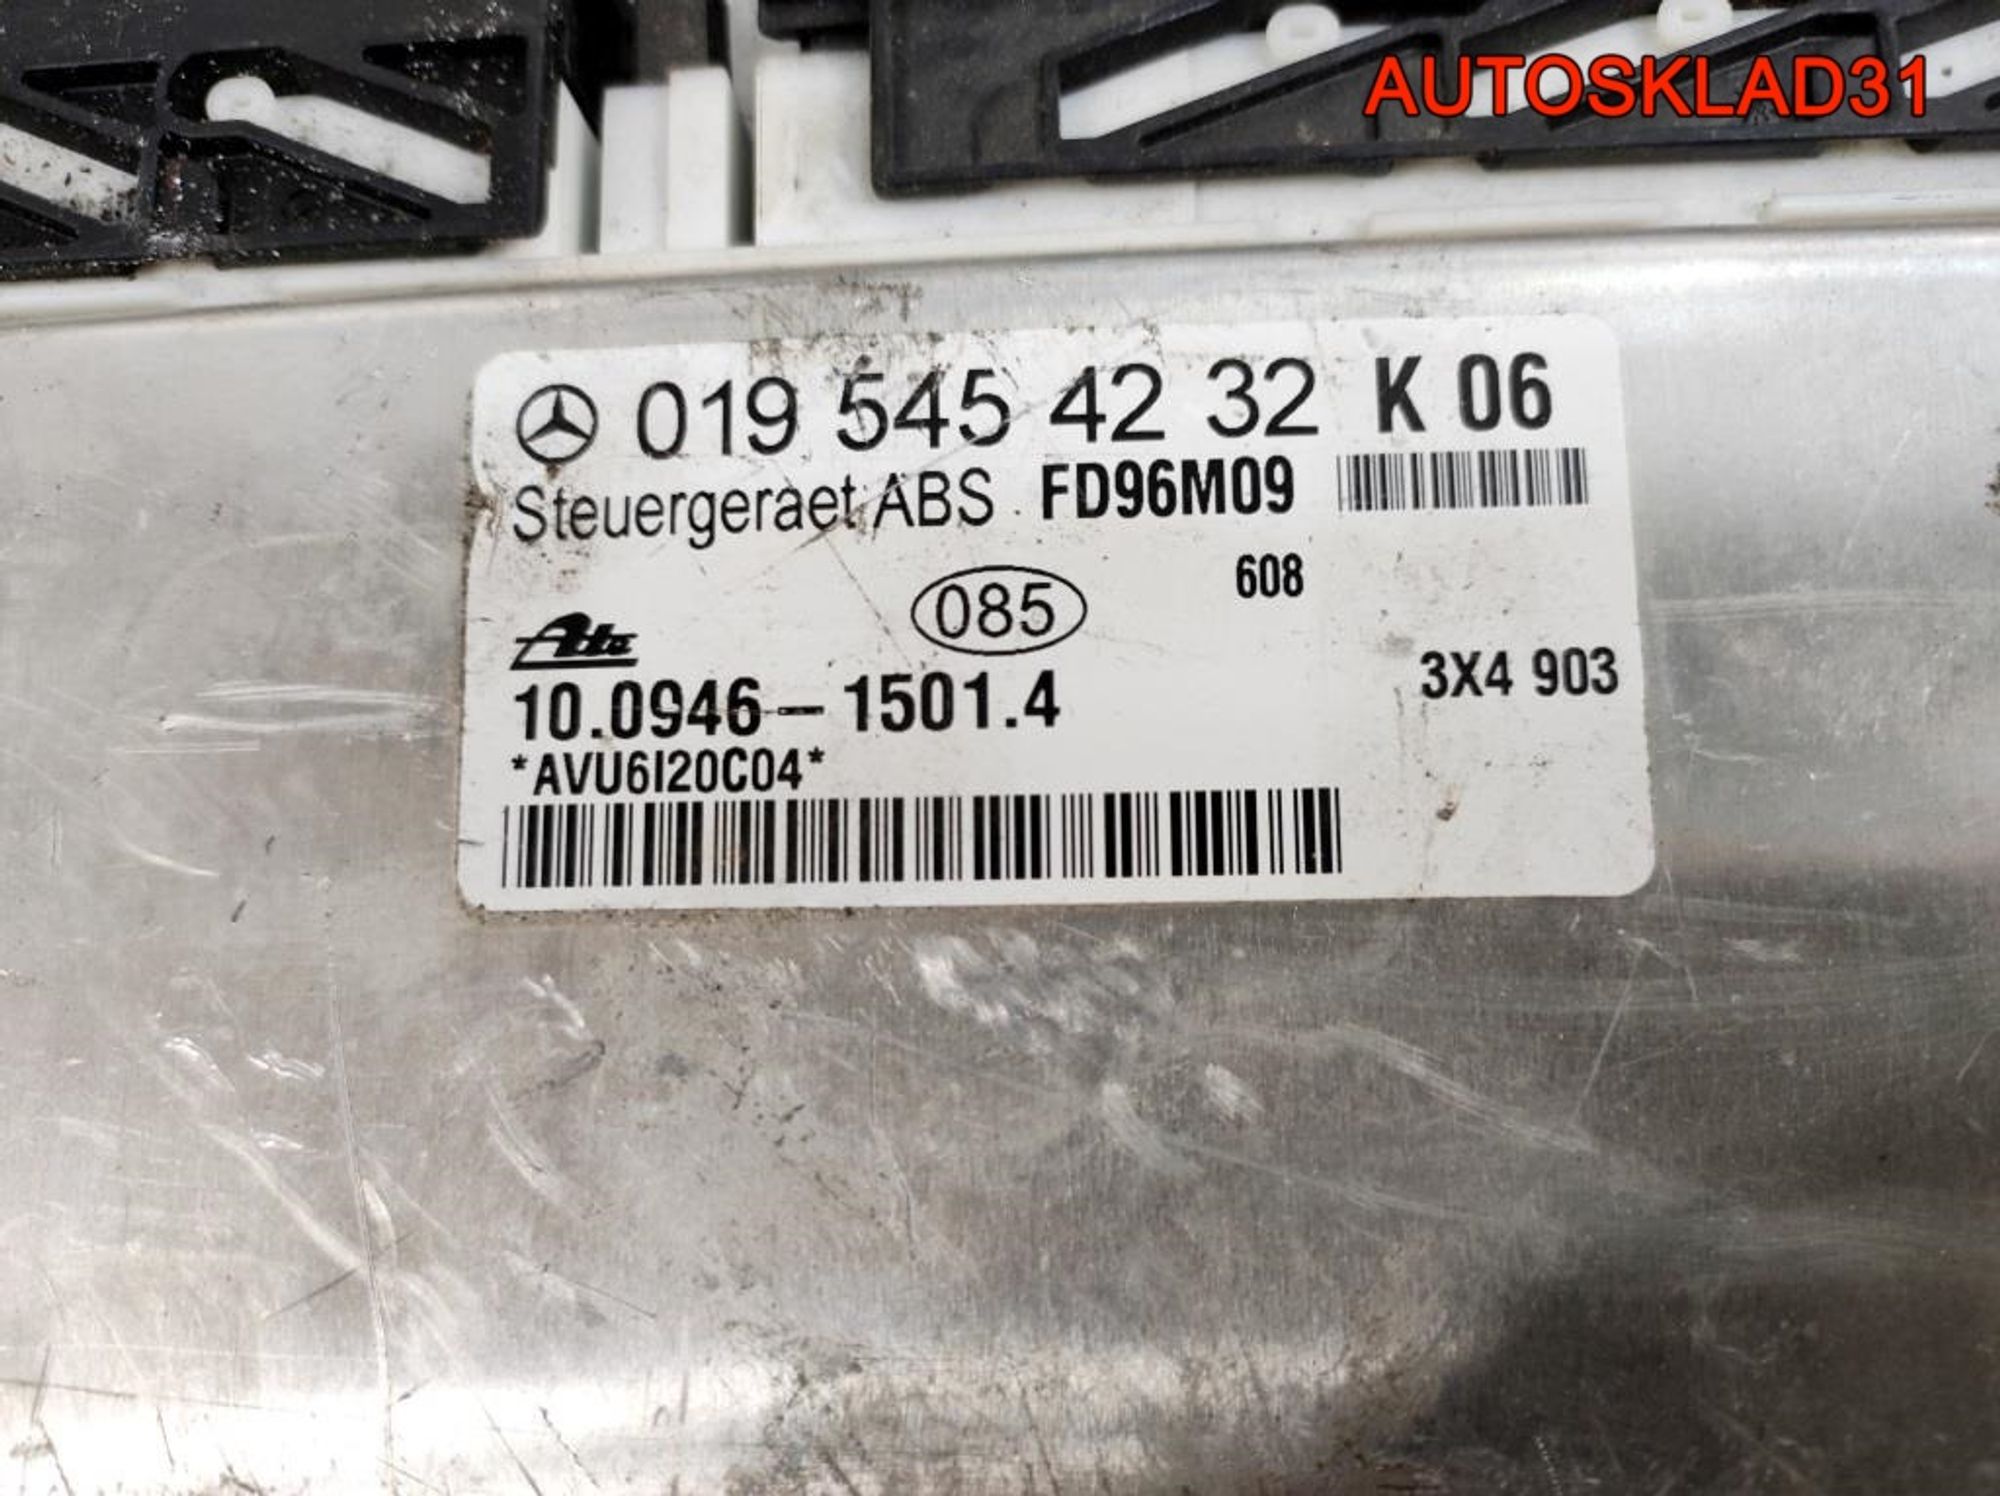 AUTOSKLAD31
019 545 42 32 K 06
Steuergeraet ABS FD96M09
608
085
Ate
10.0946-1501.4
3X4 903
*AVU6I20C04*